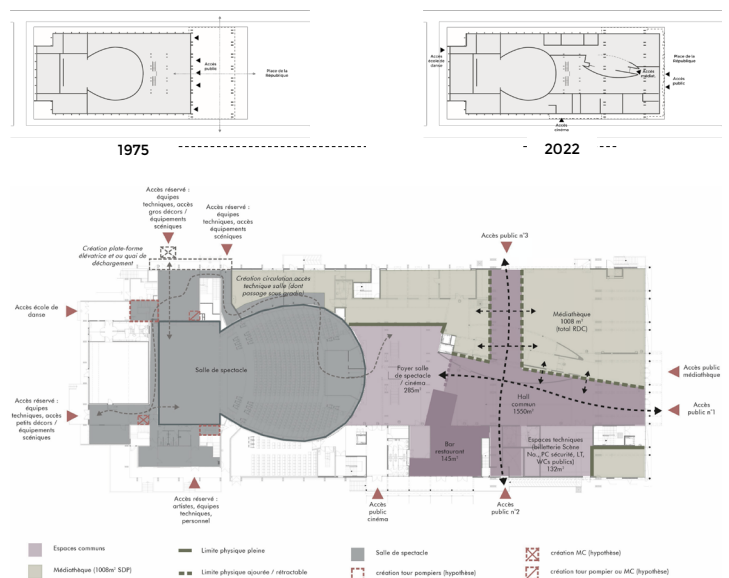 Accès
public
Place de la
République
Accès
école de
danse
Place de la
République
Accès
médiat.
Accès
public
Accès
cinéma
1975
2022
Accès réservé :
équipes
techniques, accès
gros décors /
équipements
scéniques
Accès réservé :
équipes
techniques, accès
équipements
scéniques
Accès public n°3
Création plate-forme
élévatrice et ou quai de
déchargement
Création circulation accès
technique salle (dont
passage sous gradin)
Accès école de
danse
Médiathèque
1008 m²
(total RDC)
Salle de spectacle
Foyer salle
de spectacle
/ cinéma
285m²
Accès public
médiathèque
Hall
commun
1550m²
Accès
public n°1
Accès réservé :
équipes
techniques, accès
petits décors /
équipements
scéniques
Bar
restaurant
145m²
Espaces techniques
(billetterie Scène
No., PC sécurité, LT,
WCs publics)
132m²
Accès réservé :
artistes, équipes
techniques,
personnel
Accès
public
cinéma
Accès
public n°2
Espaces communs
Limite physique pleine
Salle de spectacle
création MC (hypothèse)
Médiathèque (1008m² SDP)
Limite physique ajourée / rétractable
création tour pompiers (hypothèse)
création tour pompier ou MC (hypothèse)